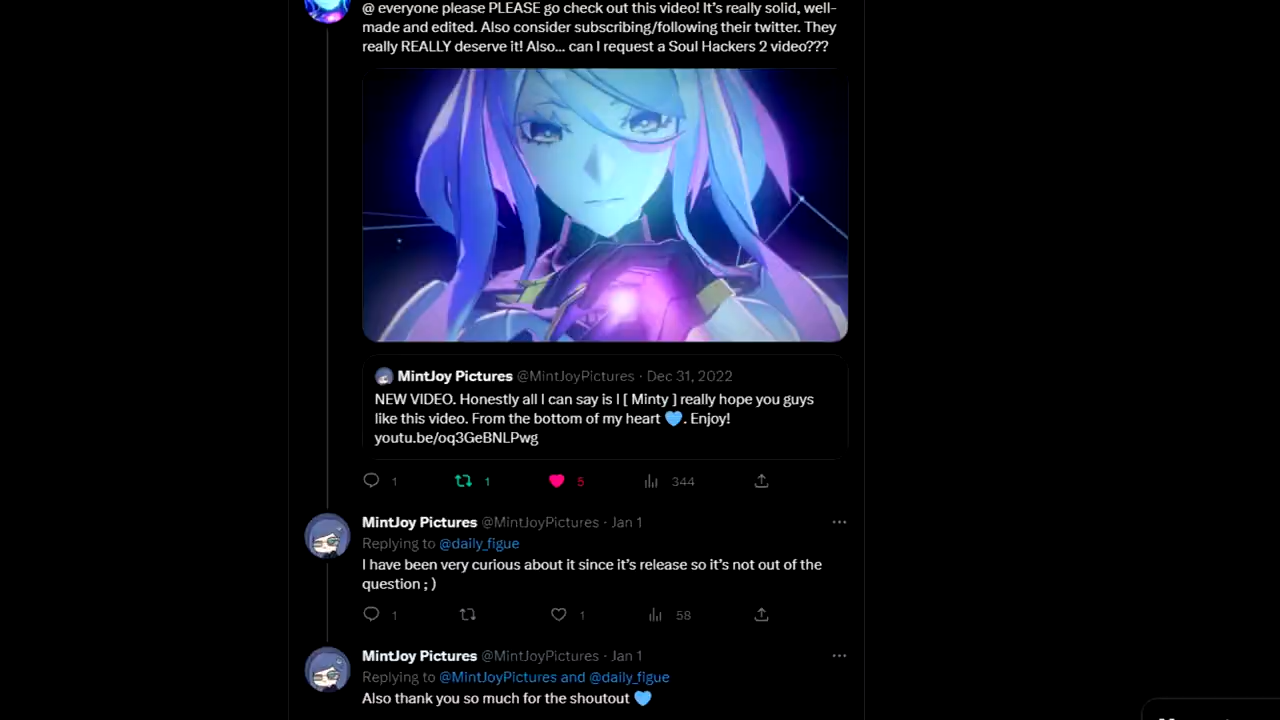 @ everyone please PLEASE go check out this video! It's really solid, well-
made and edited. Also consider subscribing/following their twitter. They
really REALLY deserve it! Also... can I request a Soul Hackers 2 video???
MintJoy Pictures @MintJoyPictures · Dec 31, 2022
NEW VIDEO. Honestly all I can say is I [ Minty ] really hope you guys
like this video. From the bottom of my heart 🩵. Enjoy!
youtu.be/oq3GeBNLPwg
1 1 5 344
MintJoy Pictures @MintJoyPictures · Jan 1
Replying to @daily_figue
I have been very curious about it since it's release so it's not out of the
question ; )
1 1 58
MintJoy Pictures @MintJoyPictures · Jan 1
Replying to @MintJoyPictures and @daily_figue
Also thank you so much for the shoutout 🩵